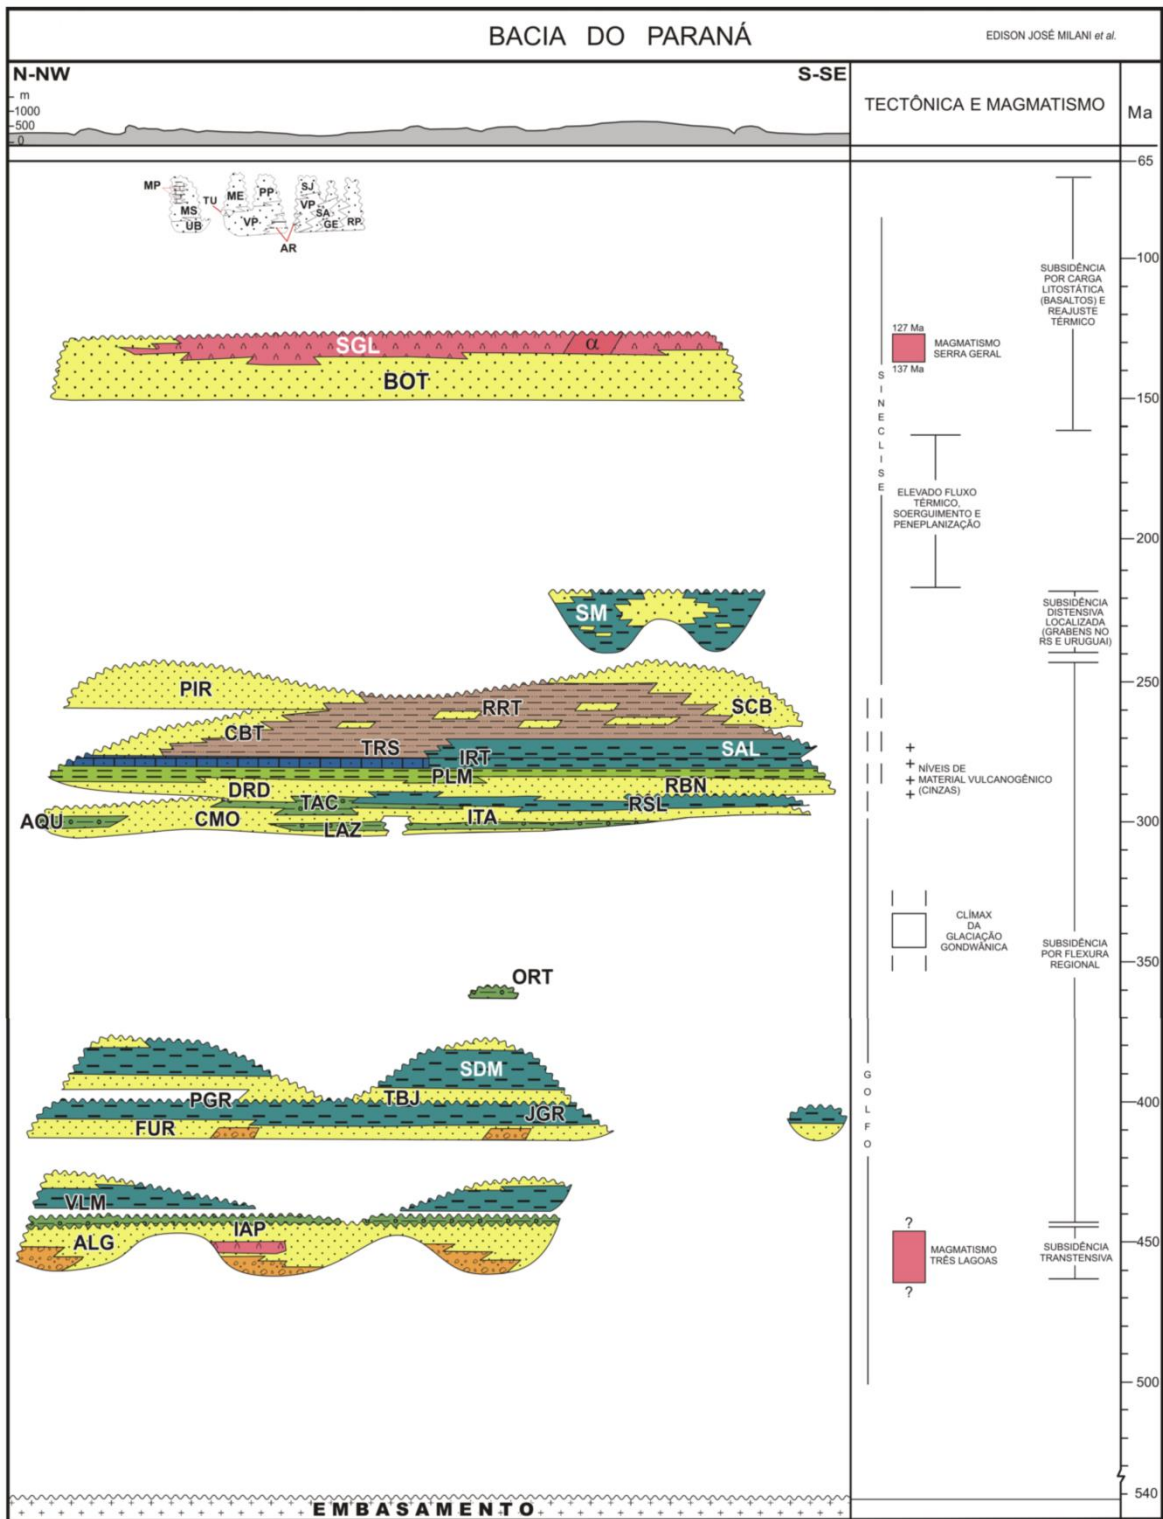 BACIA DO PARANÁ
EDISON JOSÉ MILANI et al.
N-NW
S-SE
m
1000
500
0
TECTÔNICA E MAGMATISMO
Ma
65
MP
MS
UB
TU
ME
PP
VP
AR
SJ
VP
SA
GE
RP
100
SUBSIDÊNCIA
POR CARGA
LITOSTÁTICA
(BASALTOS) E
REAJUSTE
TÉRMICO
SGL
α
BOT
127 Ma
MAGMATISMO
SERRA GERAL
137 Ma
150
SINECLISE
ELEVADO FLUXO
TÉRMICO,
SOERGUIMENTO E
PENEPLANIZAÇÃO
200
SM
SUBSIDÊNCIA
DISTENSIVA
LOCALIZADA
(GRABENS NO
RS E URUGUAI)
250
PIR
RRT
SCB
CBT
TRS
IRT
SAL
PLM
DRD
RBN
TAC
RSL
AQU
CMO
LAZ
ITA
NÍVEIS DE
MATERIAL VULCANOGÊNICO
(CINZAS)
300
CLÍMAX
DA
GLACIAÇÃO
GONDWÂNICA
SUBSIDÊNCIA
POR FLEXURA
REGIONAL
350
ORT
SDM
PGR
TBJ
JGR
FUR
400
GOLFO
VLM
IAP
ALG
?
MAGMATISMO
TRÊS LAGOAS
?
SUBSIDÊNCIA
TRANSTENSIVA
450
500
540
EMBASAMENTO